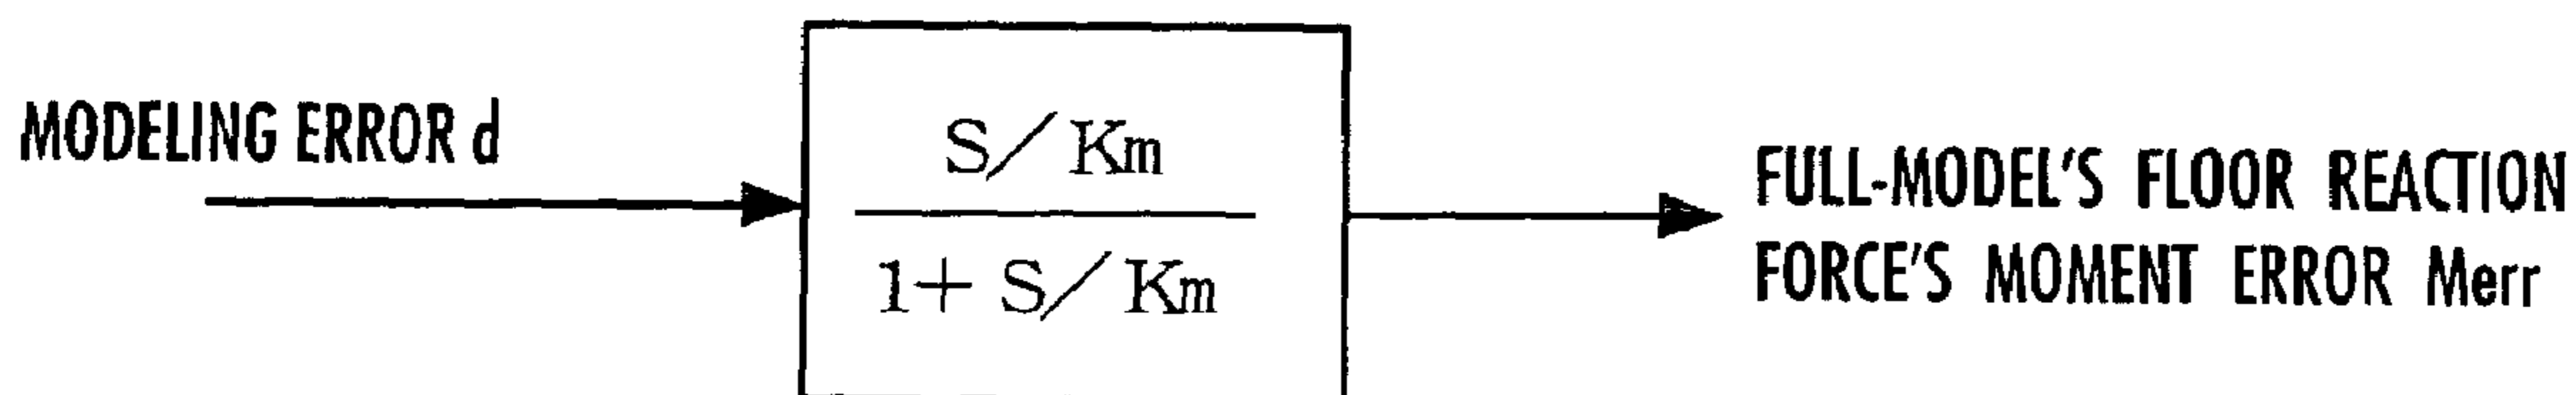 MODELING ERROR d
S/Km
1+ S/Km
FULL-MODEL'S FLOOR REACTION
FORCE'S MOMENT ERROR Merr